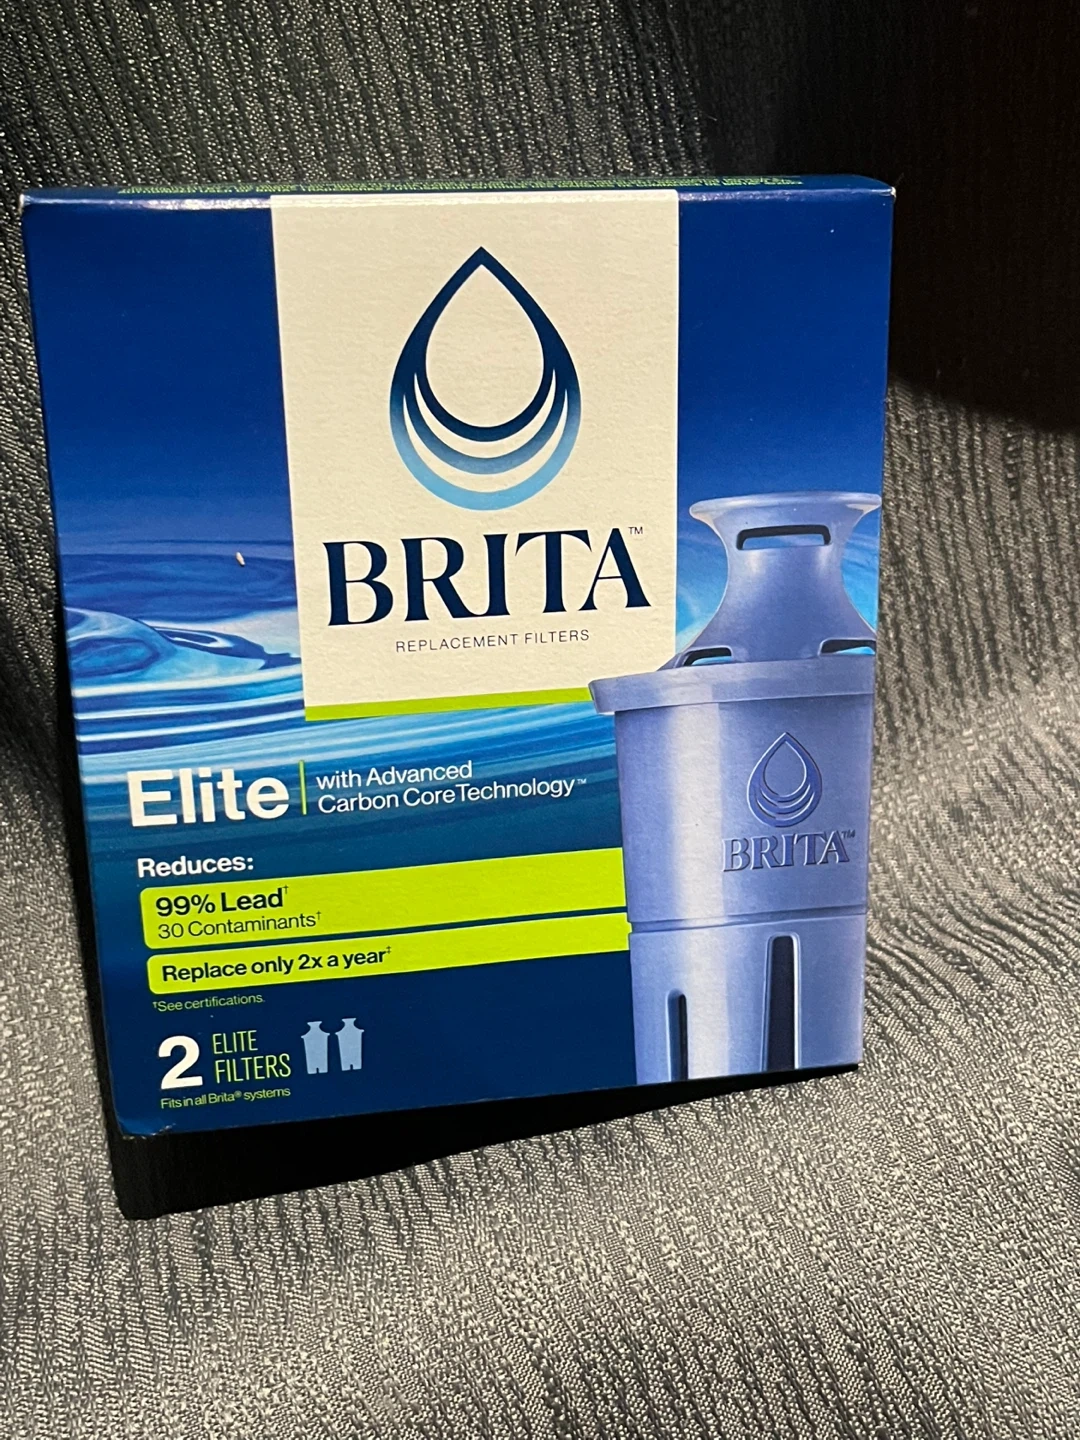 BRITA™
REPLACEMENT FILTERS
Elite
with Advanced
Carbon Core Technology™
Reduces:
99% Lead†
30 Contaminants†
Replace only 2x a year‡
†See certifications.
2
ELITE
FILTERS
Fits in all Brita® systems
BRITA™